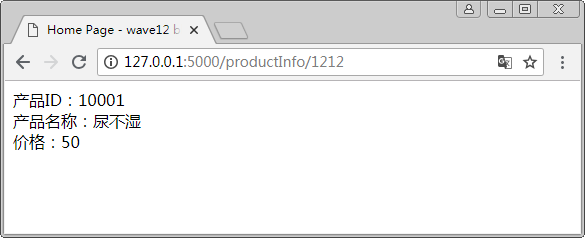 Home Page - wave12 b
127.0.0.1:5000/productInfo/1212
产品ID：10001
产品名称：尿不湿
价格：50